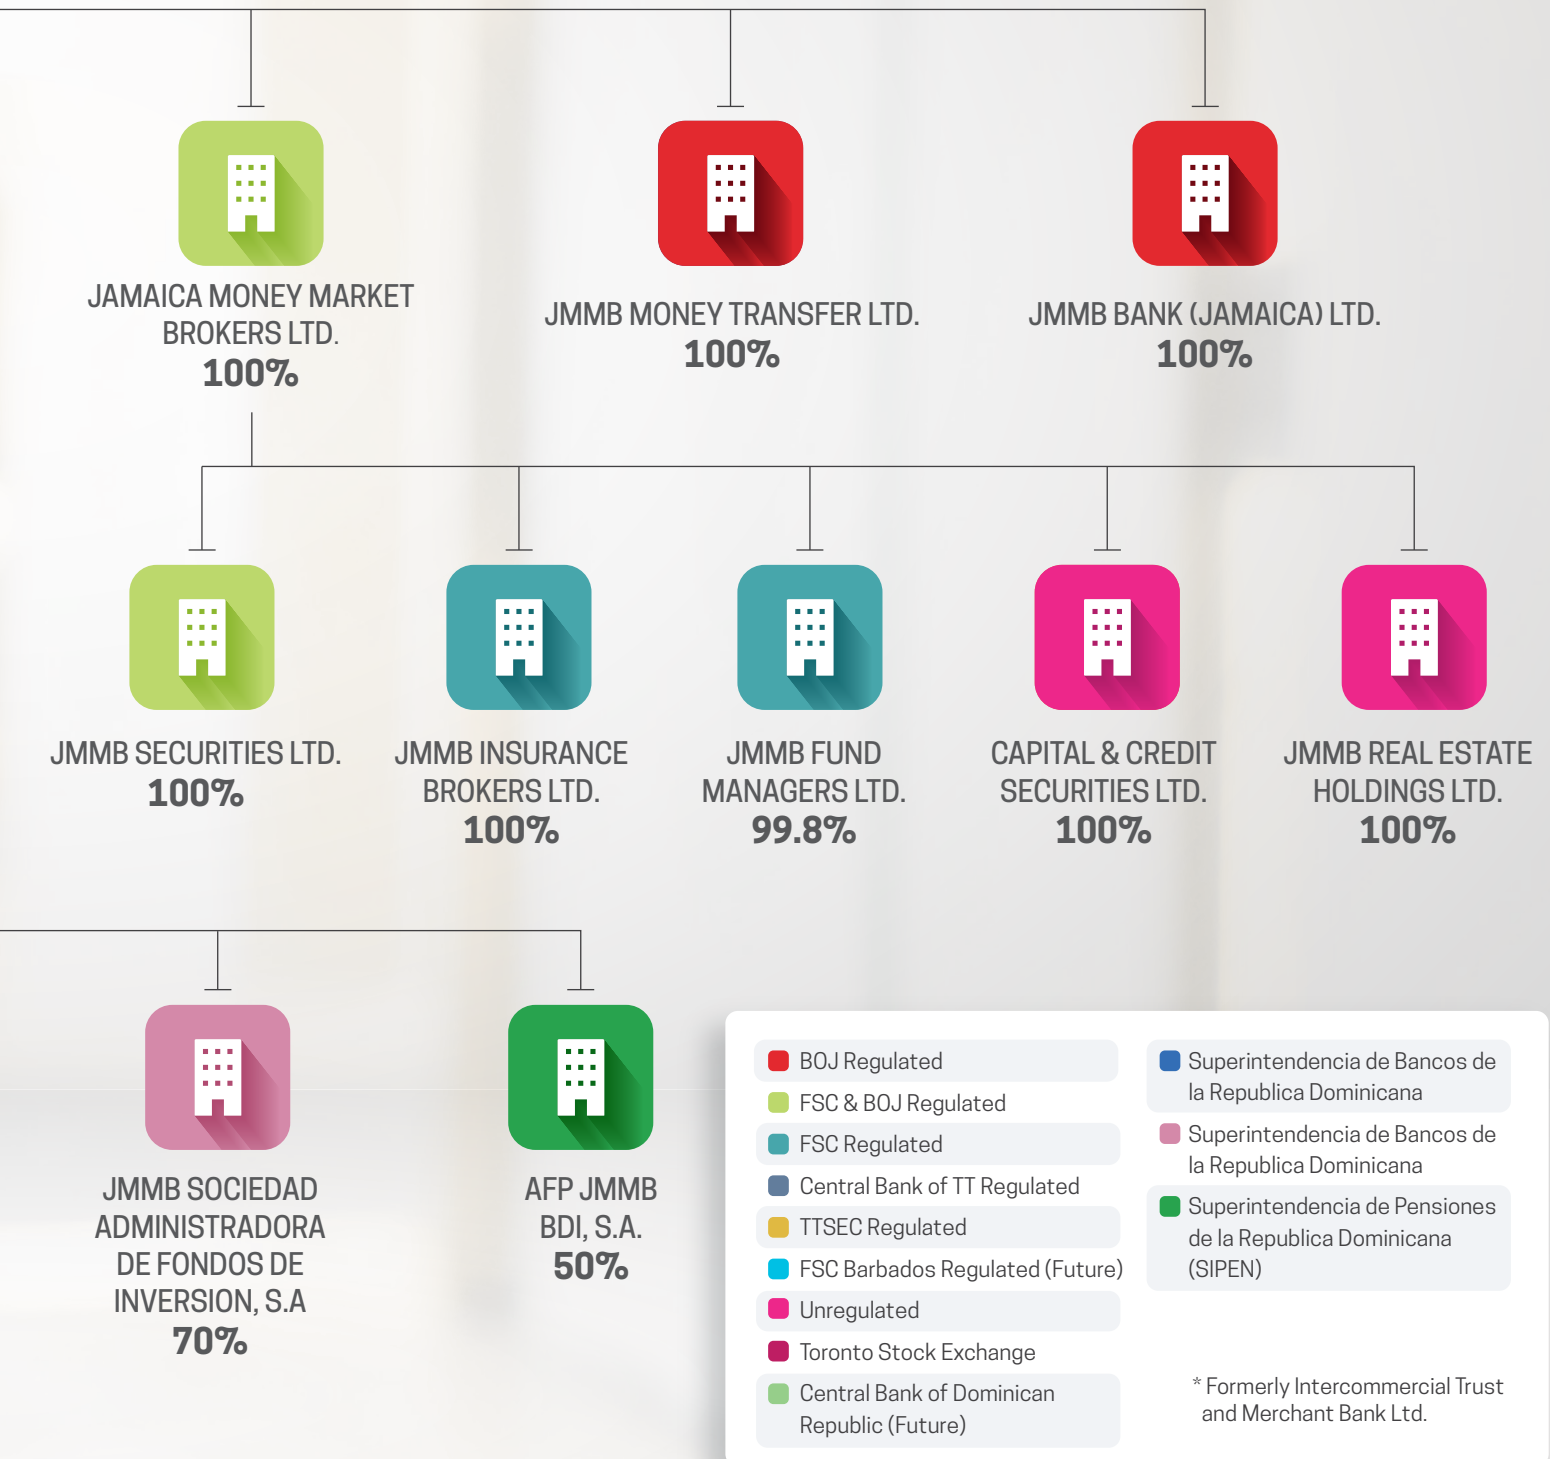 JAMAICA MONEY MARKET
BROKERS LTD.
100%
JMMB MONEY TRANSFER LTD.
100%
JMMB BANK (JAMAICA) LTD.
100%
JMMB SECURITIES LTD.
100%
JMMB INSURANCE
BROKERS LTD.
100%
JMMB FUND
MANAGERS LTD.
99.8%
CAPITAL & CREDIT
SECURITIES LTD.
100%
JMMB REAL ESTATE
HOLDINGS LTD.
100%
JMMB SOCIEDAD
ADMINISTRADORA
DE FONDOS DE
INVERSION, S.A
70%
AFP JMMB
BDI, S.A.
50%
BOJ Regulated
FSC & BOJ Regulated
FSC Regulated
Central Bank of TT Regulated
TTSEC Regulated
FSC Barbados Regulated (Future)
Unregulated
Toronto Stock Exchange
Central Bank of Dominican
Republic (Future)
Superintendencia de Bancos de
la Republica Dominicana
Superintendencia de Bancos de
la Republica Dominicana
Superintendencia de Pensiones
de la Republica Dominicana
(SIPEN)
* Formerly Intercommercial Trust
and Merchant Bank Ltd.